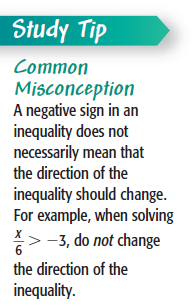 Study Tip
Common
Misconception
A negative sign in an
inequality does not
necessarily mean that
the direction of the
inequality should change.
For example, when solving
x/6 > −3, do not change
the direction of the
inequality.